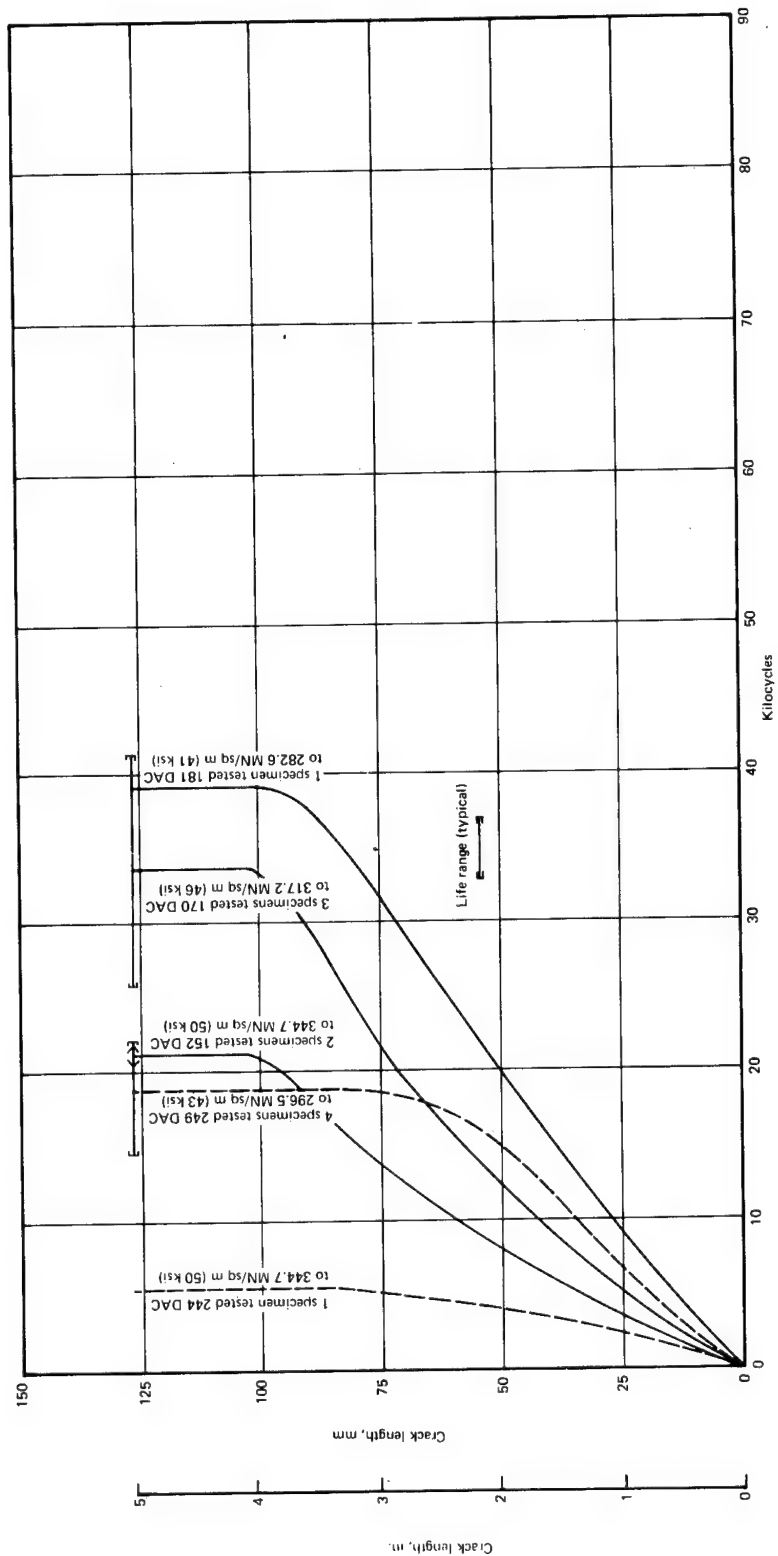 Crack length, in.
5
4
3
2
1
0
Crack length, mm
150
125
100
75
50
25
0
1 specimen tested 244 DAC
to 344.7 MN/sq m (50 ksi)
4 specimens tested 249 DAC
to 296.5 MN/sq m (43 ksi)
2 specimens tested 152 DAC
to 344.7 MN/sq m (50 ksi)
3 specimens tested 170 DAC
to 317.2 MN/sq m (46 ksi)
1 specimen tested 181 DAC
to 282.6 MN/sq m (41 ksi)
Life range (typical)
0
10
20
30
40
50
60
70
80
90
Kilocycles